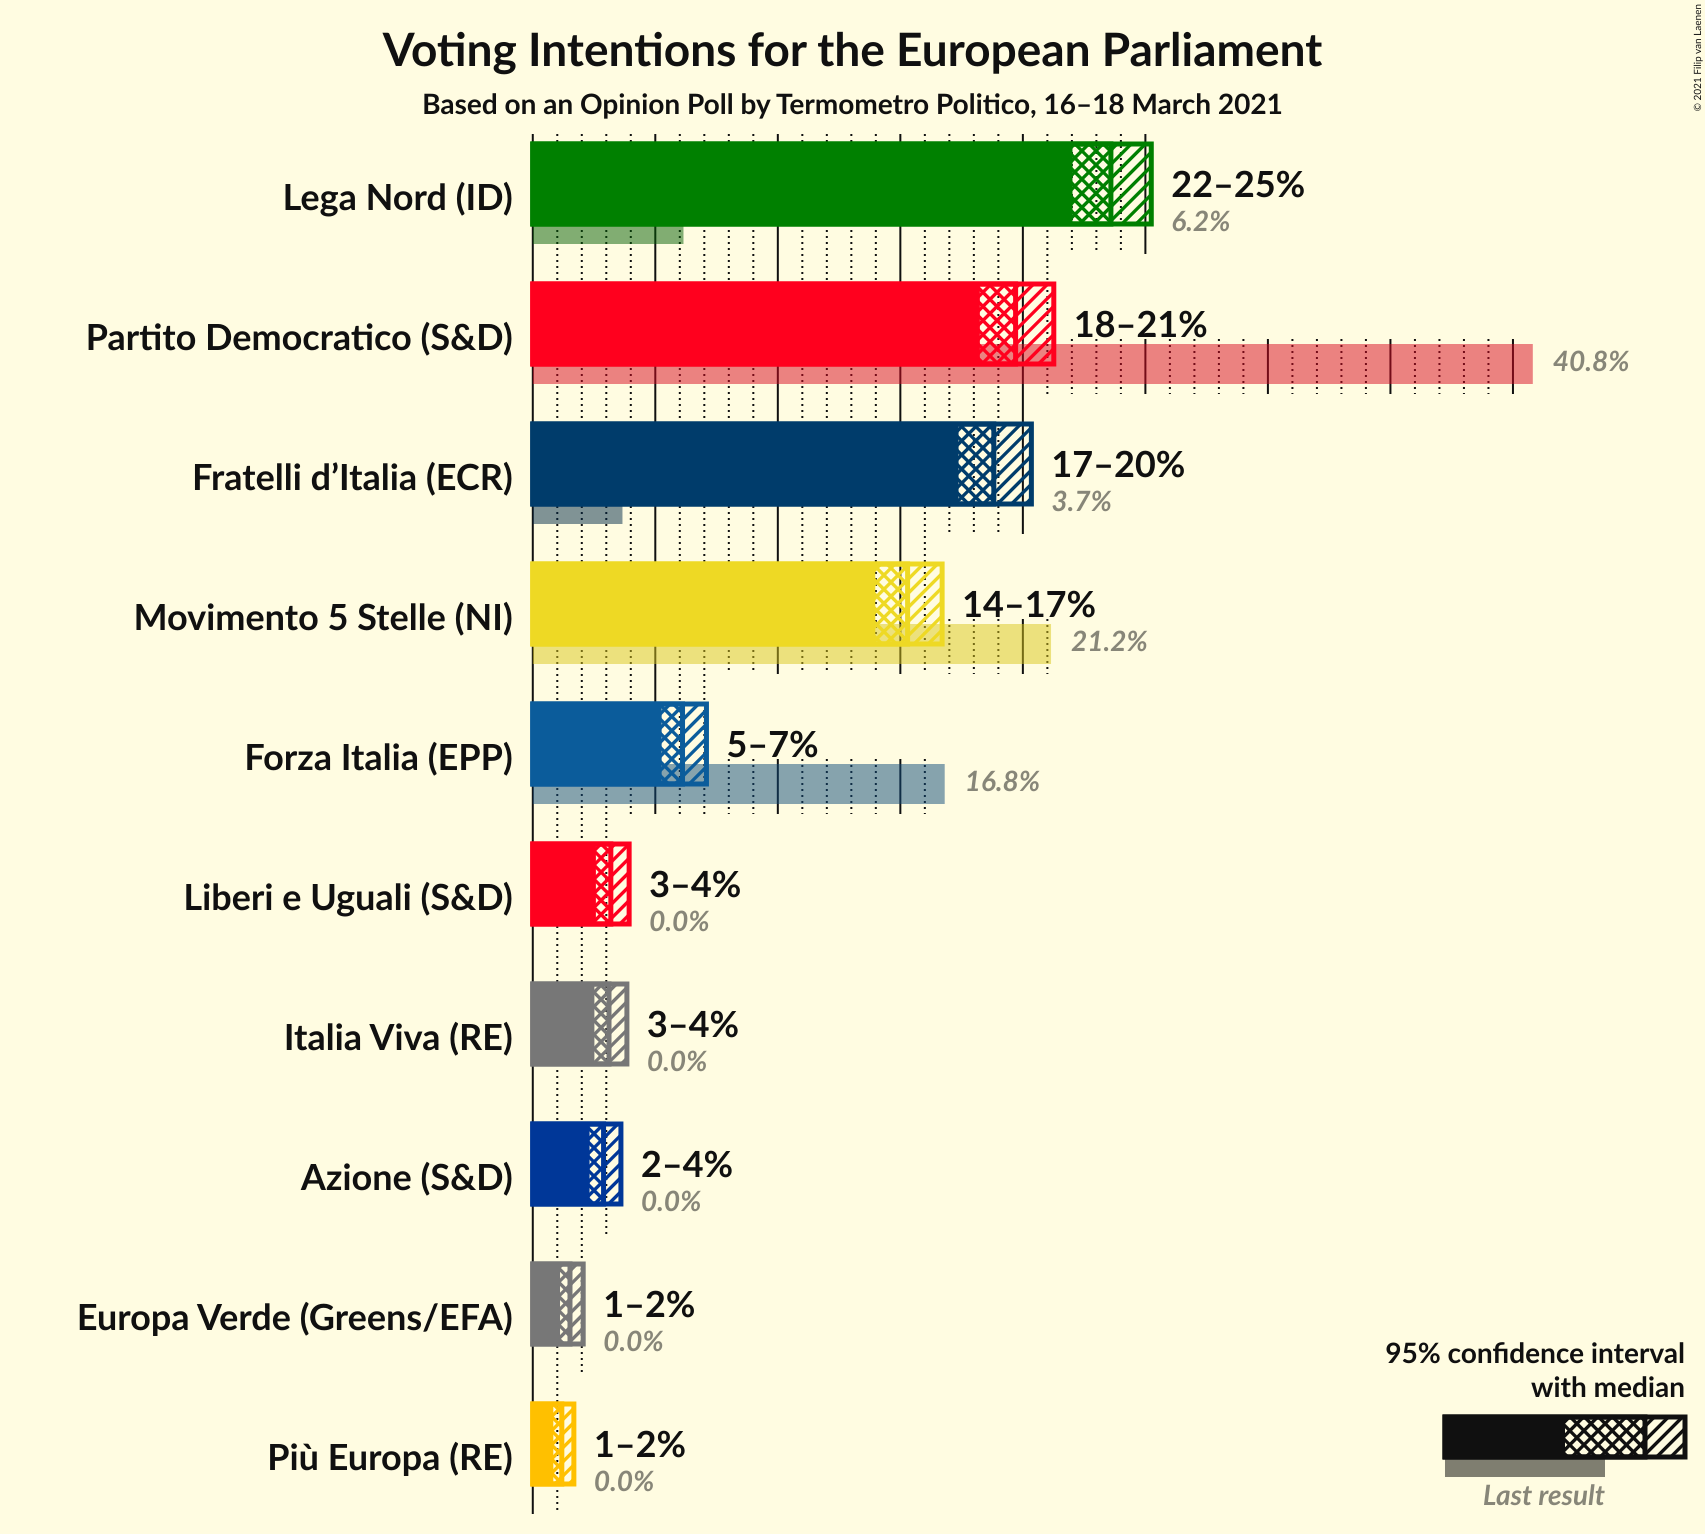 Voting Intentions for the European Parliament
Based on an Opinion Poll by Termometro Politico, 16–18 March 2021
© 2021 Filip van Laenen
Lega Nord (ID)
22–25%
6.2%
Partito Democratico (S&D)
18–21%
40.8%
Fratelli d’Italia (ECR)
17–20%
3.7%
Movimento 5 Stelle (NI)
14–17%
21.2%
Forza Italia (EPP)
5–7%
16.8%
Liberi e Uguali (S&D)
3–4%
0.0%
Italia Viva (RE)
3–4%
0.0%
Azione (S&D)
2–4%
0.0%
Europa Verde (Greens/EFA)
1–2%
0.0%
Più Europa (RE)
1–2%
0.0%
95% confidence interval
with median
Last result